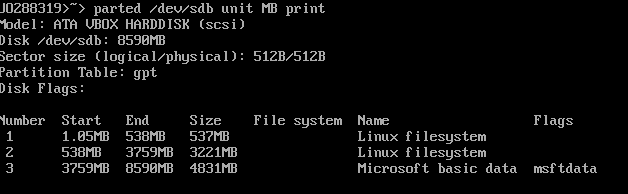 JO288319>~> parted /dev/sdb unit MB print
Model: ATA VBOX HARDDISK (scsi)
Disk /dev/sdb: 8590MB
Sector size (logical/physical): 512B/512B
Partition Table: gpt
Disk Flags:
Number  Start   End     Size    File system  Name                  Flags
 1      1.05MB  538MB   537MB                Linux filesystem
 2      538MB   3759MB  3221MB               Linux filesystem
 3      3759MB  8590MB  4831MB               Microsoft basic data  msftdata